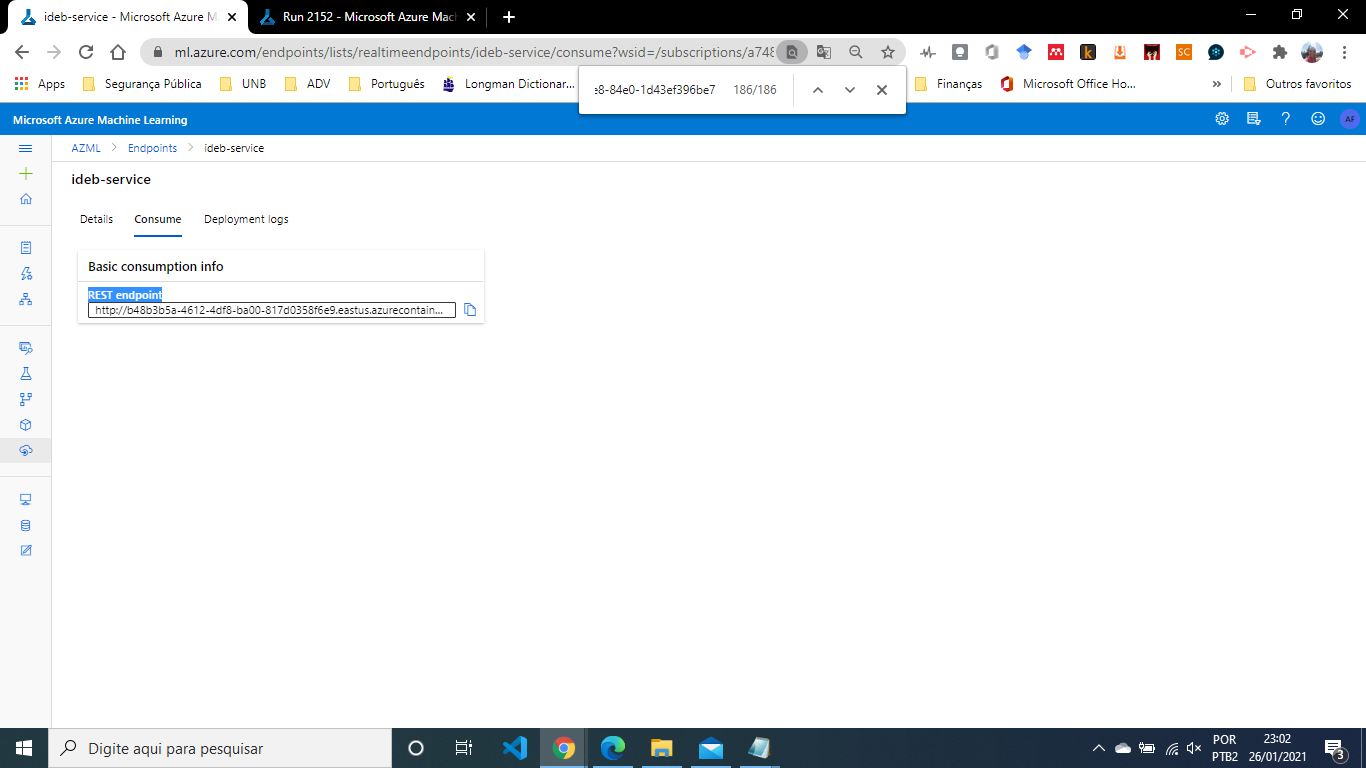 ideb-service - Microsoft Azure M
Run 2152 - Microsoft Azure Mach
ml.azure.com/endpoints/lists/realtimeendpoints/ideb-service/consume?wsid=/subscriptions/a748
Apps
Segurança Pública
UNB
ADV
Português
Longman Dictionar...
e8-84e0-1d43ef396be7
186/186
Finanças
Microsoft Office Ho...
»
Outros favoritos
Microsoft Azure Machine Learning
AF
AZML > Endpoints > ideb-service
ideb-service
Details
Consume
Deployment logs
Basic consumption info
REST endpoint
http://b48b3b5a-4612-4df8-ba00-817d0358f6e9.eastus.azurecontain...
Digite aqui para pesquisar
POR
PTB2
23:02
26/01/2021
3